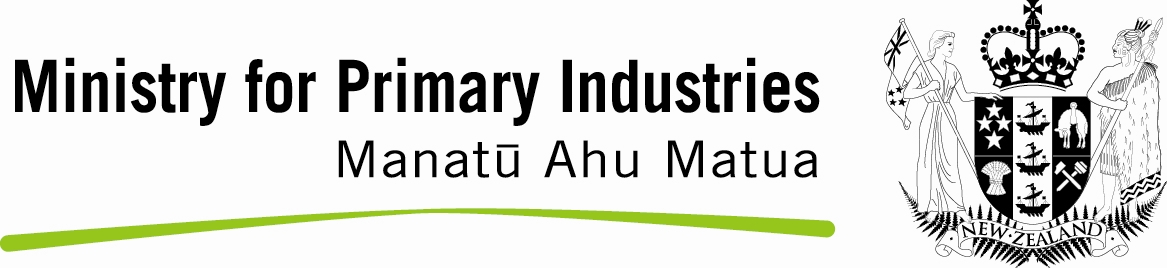 Ministry for Primary Industries
Manatū Ahu Matua
NEW·ZEALAND